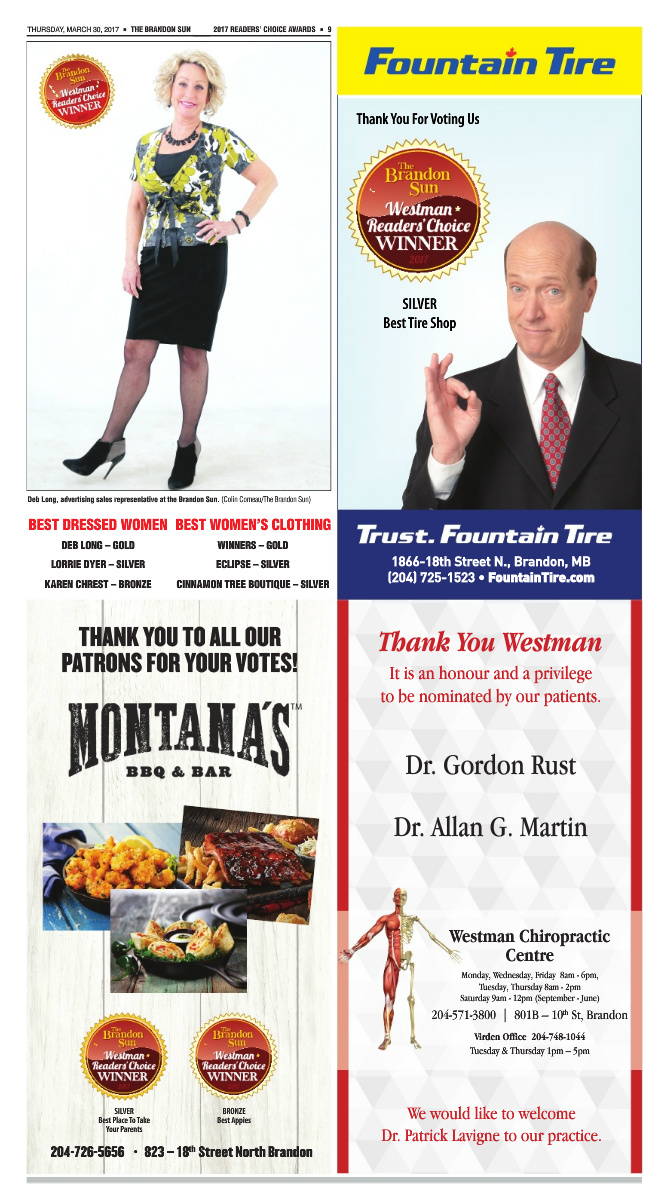 THURSDAY, MARCH 30, 2017 ▪ THE BRANDON SUN 2017 READERS' CHOICE AWARDS ▪ 9
The
Brandon
Sun
Westman
Readers' Choice
WINNER
Deb Long, advertising sales representative at the Brandon Sun. (Colin Corneau/The Brandon Sun)
BEST DRESSED WOMEN
DEB LONG – GOLD
LORRIE DYER – SILVER
KAREN CHREST – BRONZE
BEST WOMEN'S CLOTHING
WINNERS – GOLD
ECLIPSE – SILVER
CINNAMON TREE BOUTIQUE – SILVER
Fountain Tire
Thank You For Voting Us
The
Brandon
Sun
Westman
Readers' Choice
WINNER
2017
SILVER
Best Tire Shop
Trust. Fountain Tire
1866-18th Street N., Brandon, MB
(204) 725-1523 • FountainTire.com
THANK YOU TO ALL OUR
PATRONS FOR YOUR VOTES!
MONTANA'S™
BBQ & BAR
The
Brandon
Sun
Westman
Readers' Choice
WINNER
2017
SILVER
Best Place To Take
Your Parents
The
Brandon
Sun
Westman
Readers' Choice
WINNER
2017
BRONZE
Best Appies
204-726-5656 • 823 – 18th Street North Brandon
Thank You Westman
It is an honour and a privilege
to be nominated by our patients.
Dr. Gordon Rust
Dr. Allan G. Martin
Westman Chiropractic
Centre
Monday, Wednesday, Friday 8am - 6pm,
Tuesday, Thursday 8am - 2pm
Saturday 9am - 12pm (September - June)
204-571-3800 | 801B – 10th St, Brandon
Virden Office 204-748-1044
Tuesday & Thursday 1pm – 5pm
We would like to welcome
Dr. Patrick Lavigne to our practice.